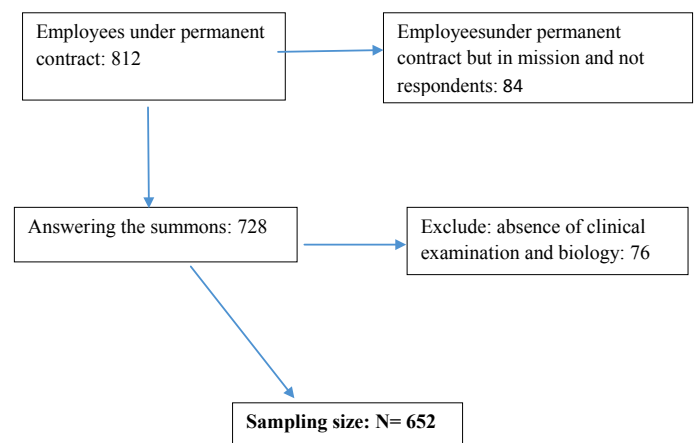 Employees under permanent
contract: 812
Employeesunder permanent
contract but in mission and not
respondents: 84
Answering the summons: 728
Exclude: absence of clinical
examination and biology: 76
Sampling size: N= 652